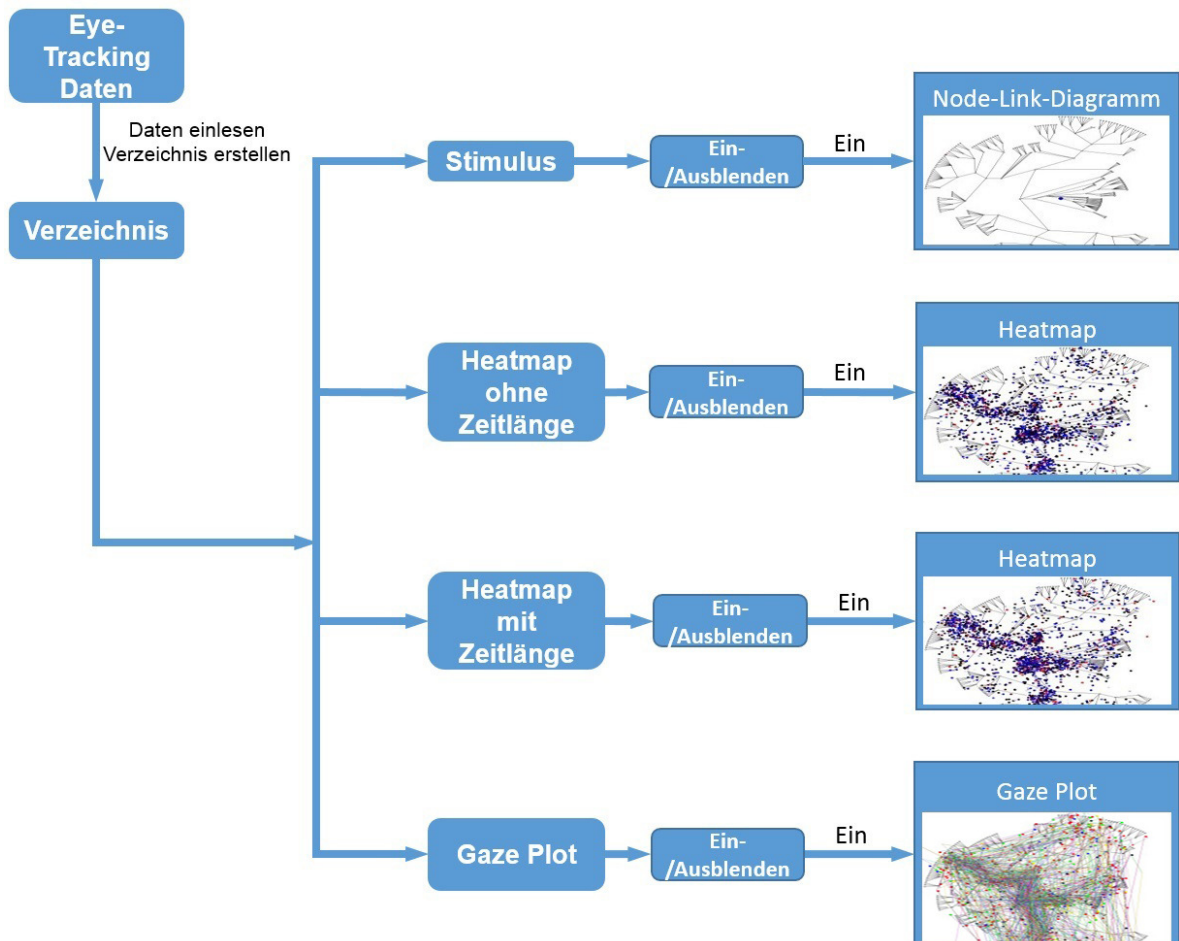 Eye-
Tracking
Daten
Daten einlesen
Verzeichnis erstellen
Verzeichnis
Stimulus
Ein-
/Ausblenden
Ein
Node-Link-Diagramm
Heatmap
ohne
Zeitlänge
Ein-
/Ausblenden
Ein
Heatmap
Heatmap
mit
Zeitlänge
Ein-
/Ausblenden
Ein
Heatmap
Gaze Plot
Ein-
/Ausblenden
Ein
Gaze Plot